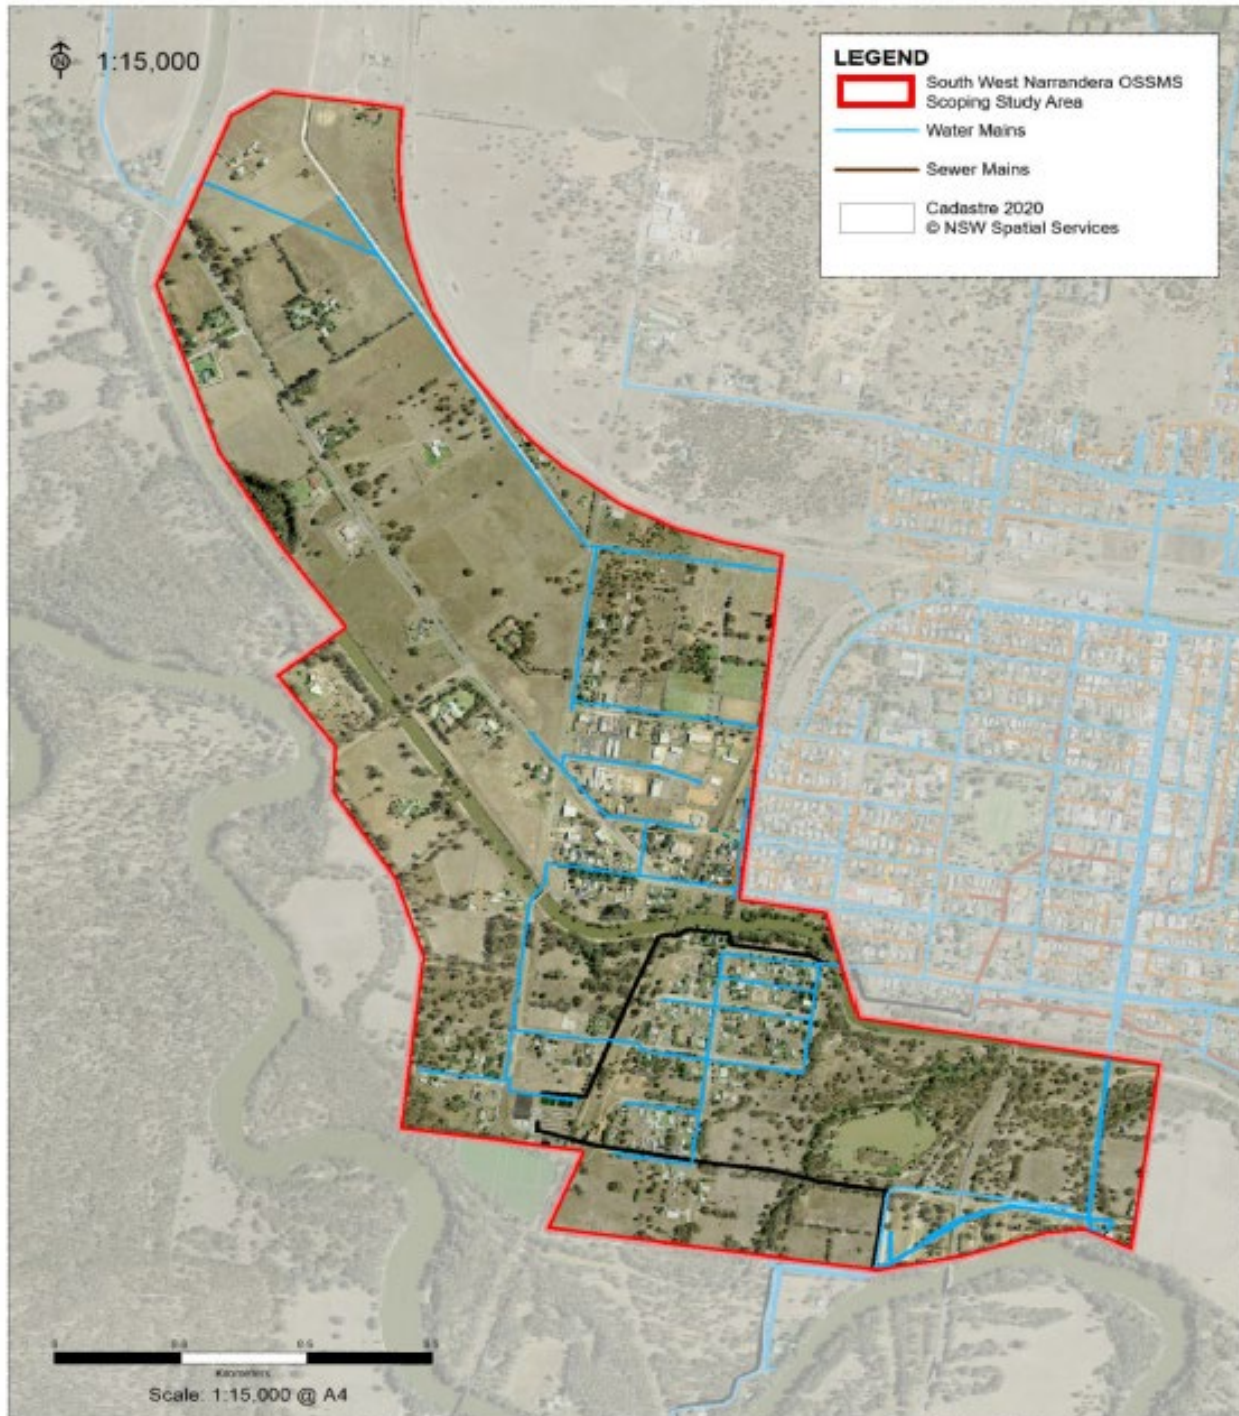 1:15,000
LEGEND
South West Narrandera OSSMS
Scoping Study Area
Water Mains
Sewer Mains
Cadastre 2020
© NSW Spatial Services
Kilometers
Scale: 1:15,000 @ A4